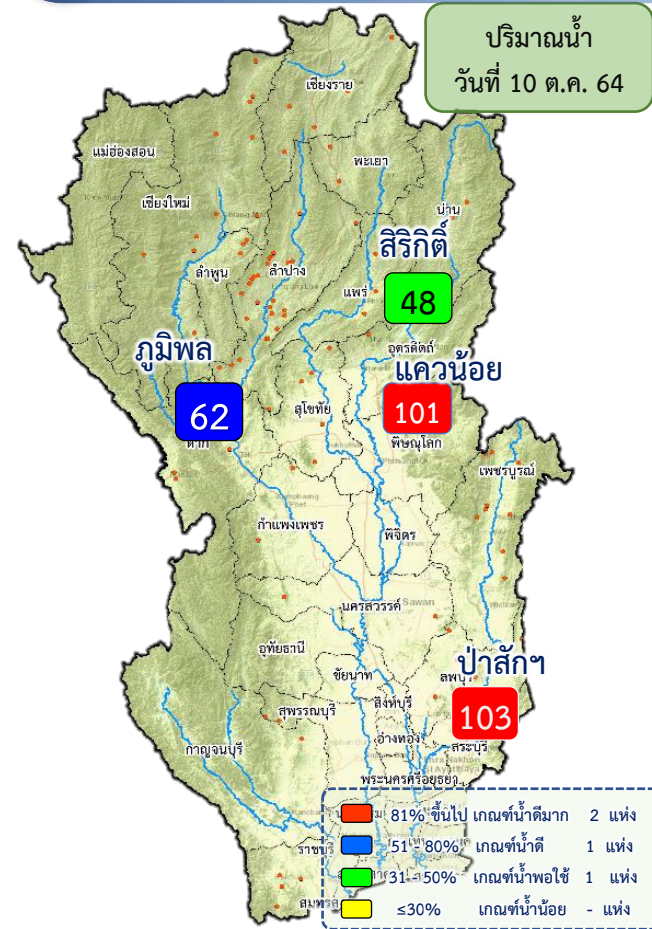 ปริมาณน้ำ
วันที่ 10 ต.ค. 64
เชียงราย
แม่ฮ่องสอน
พะเยา
เชียงใหม่
น่าน
สิริกิติ์
ลำพูน
ลำปาง
แพร่
48
อุตรดิตถ์
ภูมิพล
แควน้อย
62
สุโขทัย
101
ตาก
พิษณุโลก
เพชรบูรณ์
กำแพงเพชร
พิจิตร
นครสวรรค์
อุทัยธานี
ป่าสักฯ
ชัยนาท
ลพบุรี
สุพรรณบุรี
สิงห์บุรี
103
อ่างทอง
กาญจนบุรี
สระบุรี
พระนครศรีอยุธยา
81% ขึ้นไป เกณฑ์น้ำดีมาก 2 แห่ง
51 - 80% เกณฑ์น้ำดี 1 แห่ง
ราชบุรี
31 - 50% เกณฑ์น้ำพอใช้ 1 แห่ง
≤30% เกณฑ์น้ำน้อย - แห่ง